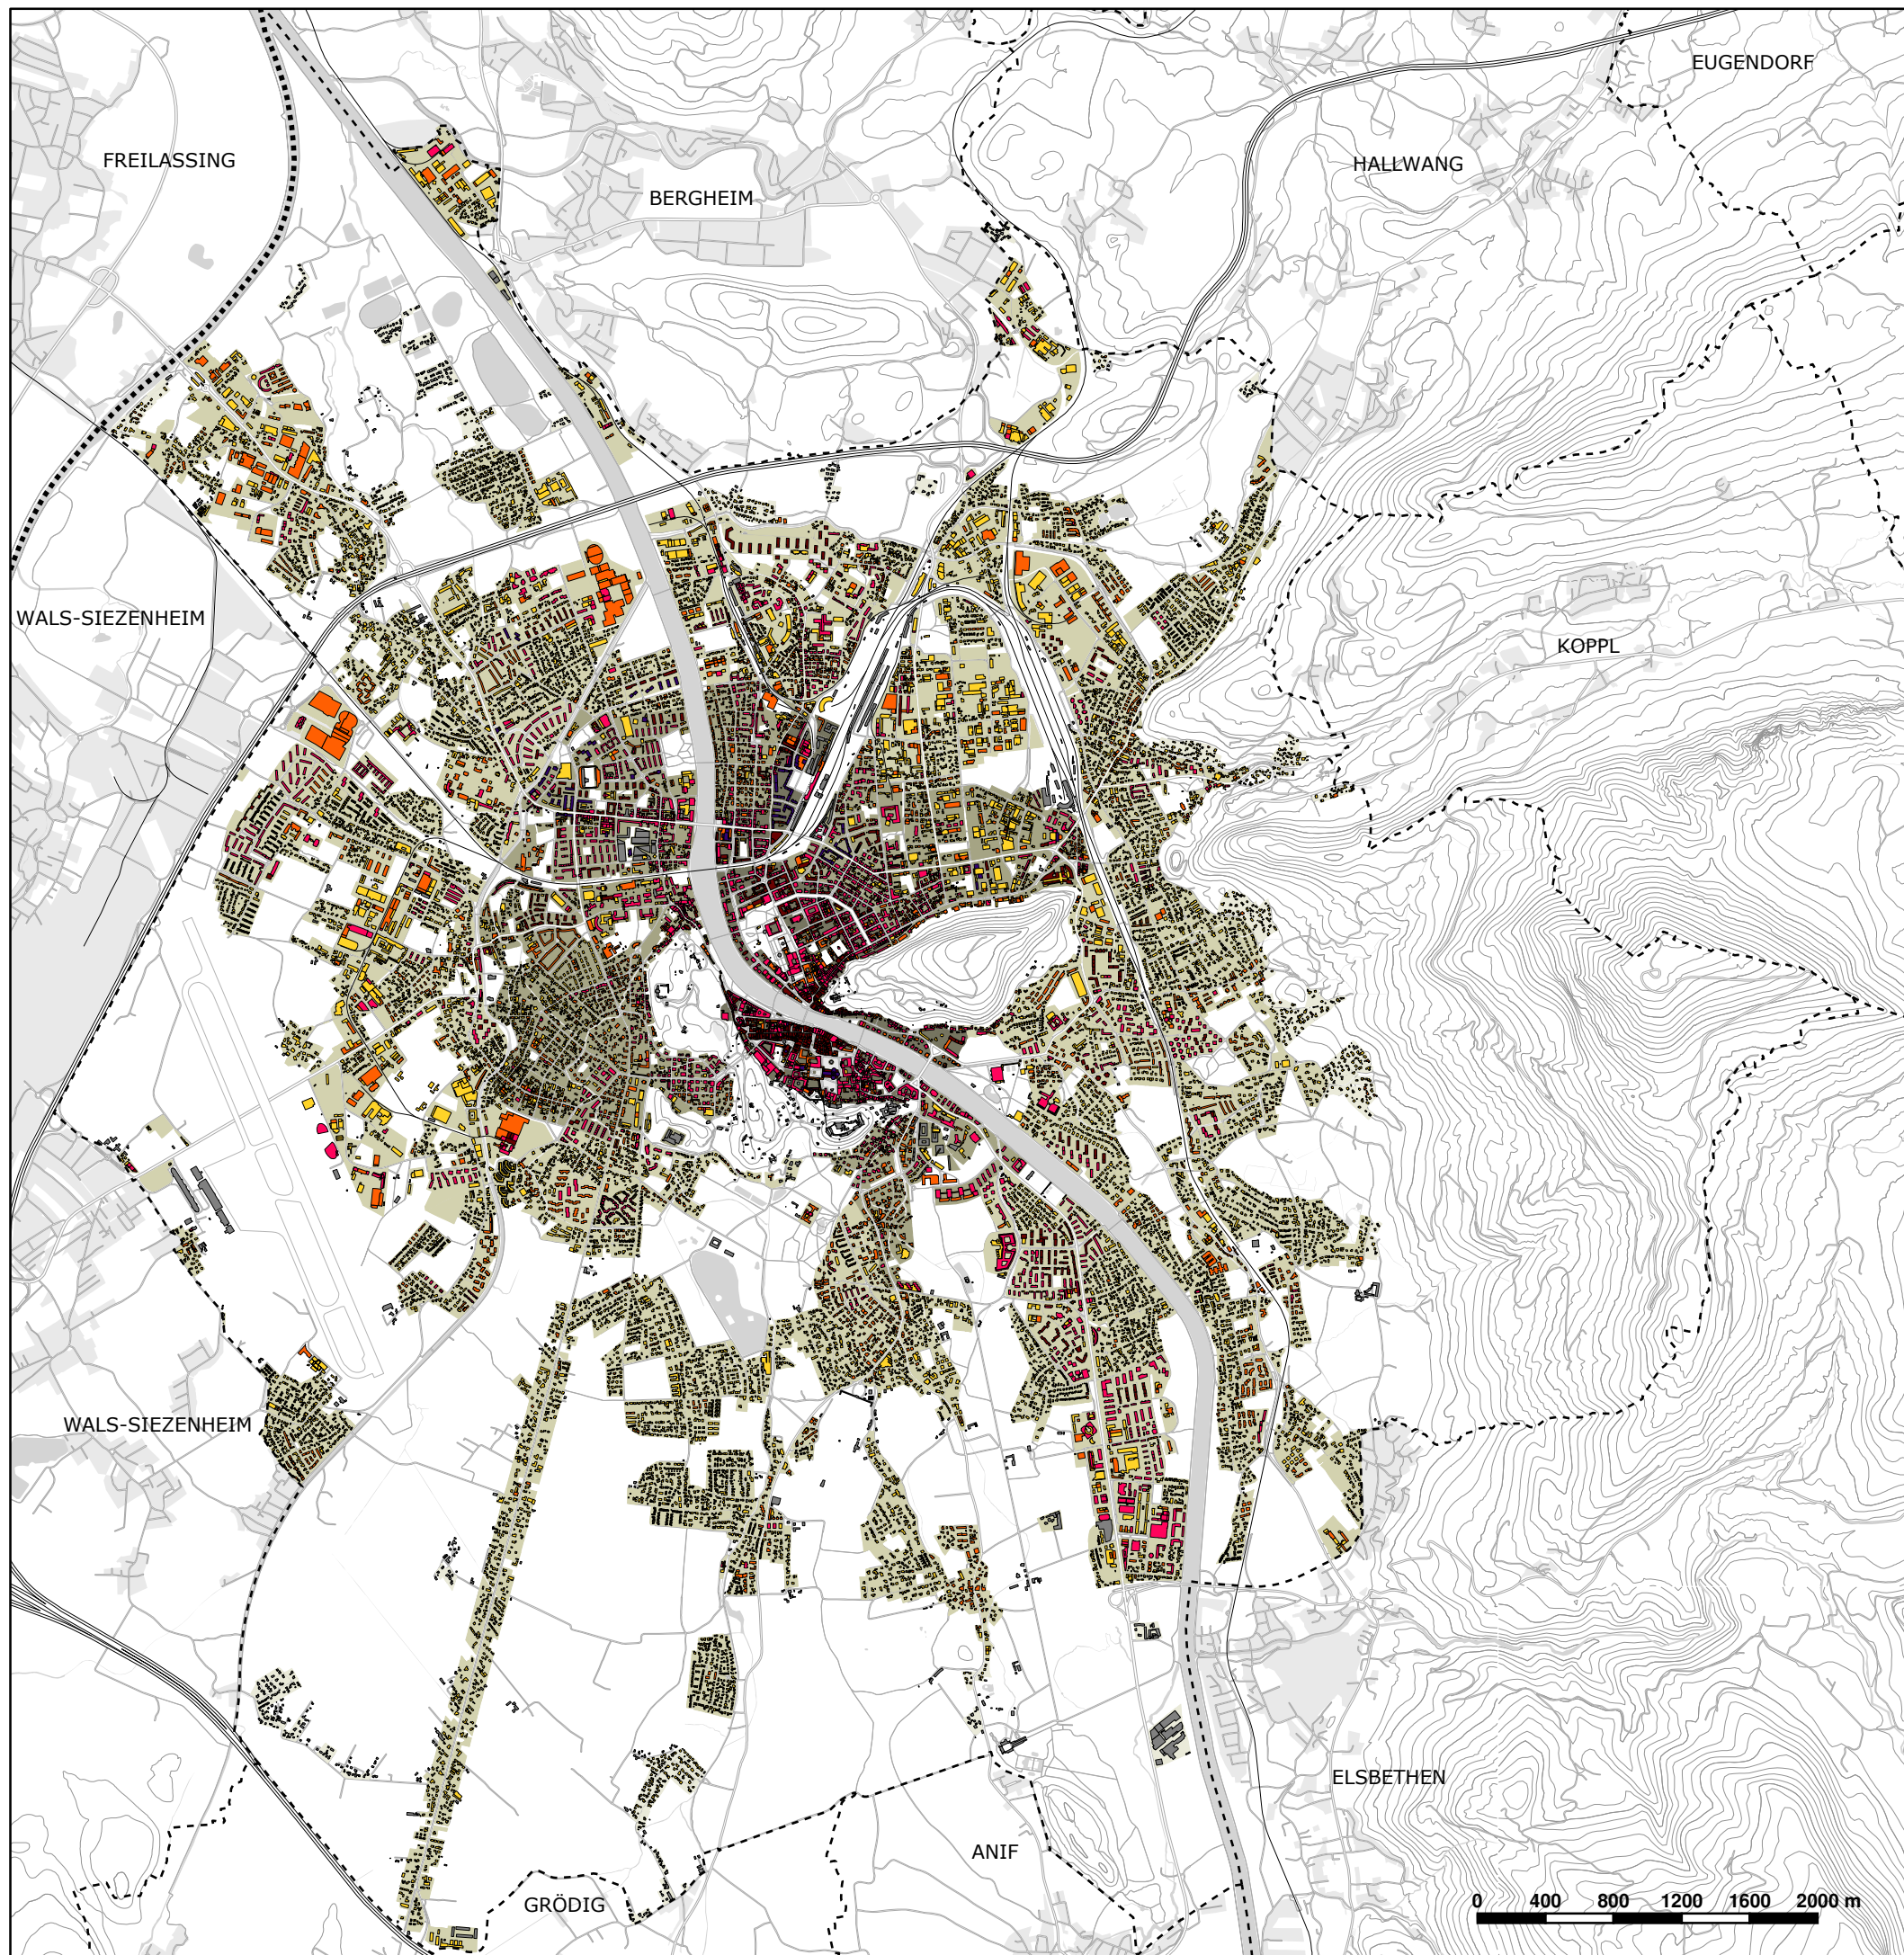 EUGENDORF
FREILASSING
HALLWANG
BERGHEIM
WALS-SIEZENHEIM
KOPPL
WALS-SIEZENHEIM
ELSBETHEN
ANIF
GRÖDIG
0 400 800 1200 1600 2000 m